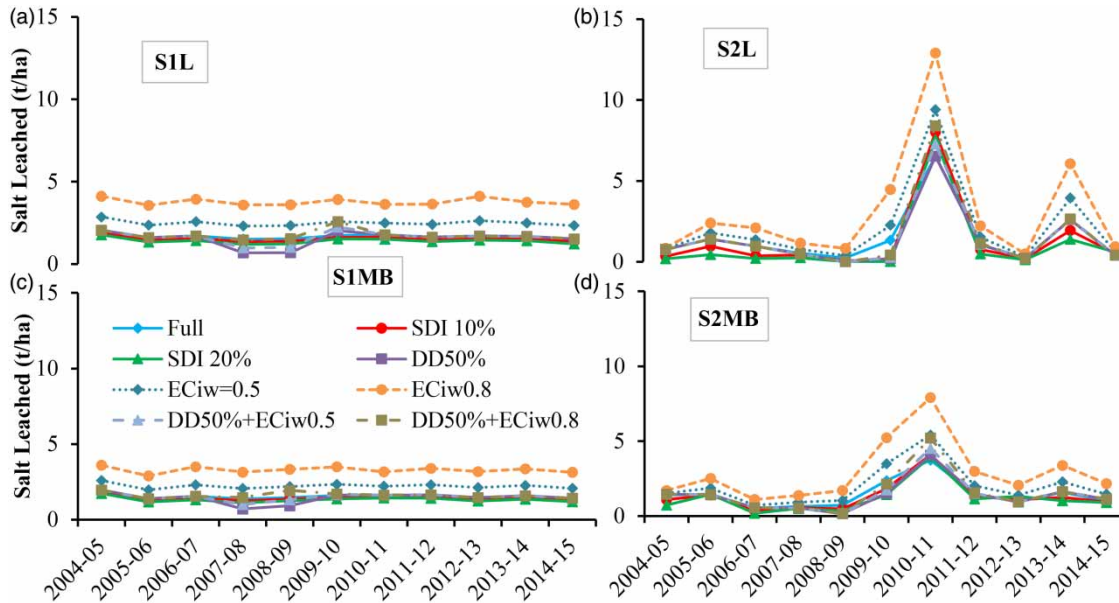 (a)
15
10
5
0
Salt Leached (t/ha)
S1L
(b)
15
10
5
0
S2L
(c)
15
10
5
0
Salt Leached (t/ha)
S1MB
Full
SDI 10%
SDI 20%
DD50%
ECiw=0.5
ECiw0.8
DD50%+ECiw0.5
DD50%+ECiw0.8
2004-05
2005-06
2006-07
2007-08
2008-09
2009-10
2010-11
2011-12
2012-13
2013-14
2014-15
(d)
15
10
5
0
S2MB
2004-05
2005-06
2006-07
2007-08
2008-09
2009-10
2010-11
2011-12
2012-13
2013-14
2014-15